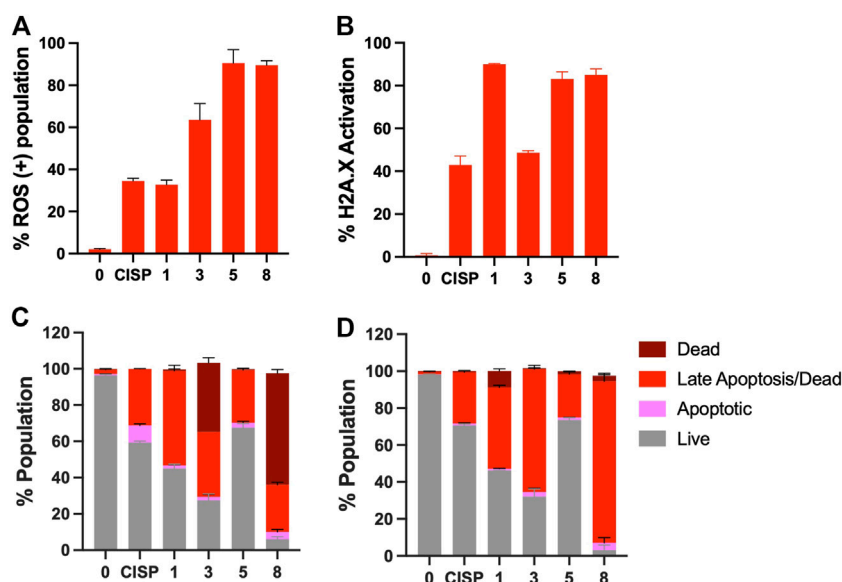 A
% ROS (+) population
100
80
60
40
20
0
0 CISP 1 3 5 8
B
% H2A.X Activation
100
80
60
40
20
0
0 CISP 1 3 5 8
C
% Population
120
100
80
60
40
20
0
0 CISP 1 3 5 8
D
% Population
120
100
80
60
40
20
0
0 CISP 1 3 5 8
Dead
Late Apoptosis/Dead
Apoptotic
Live